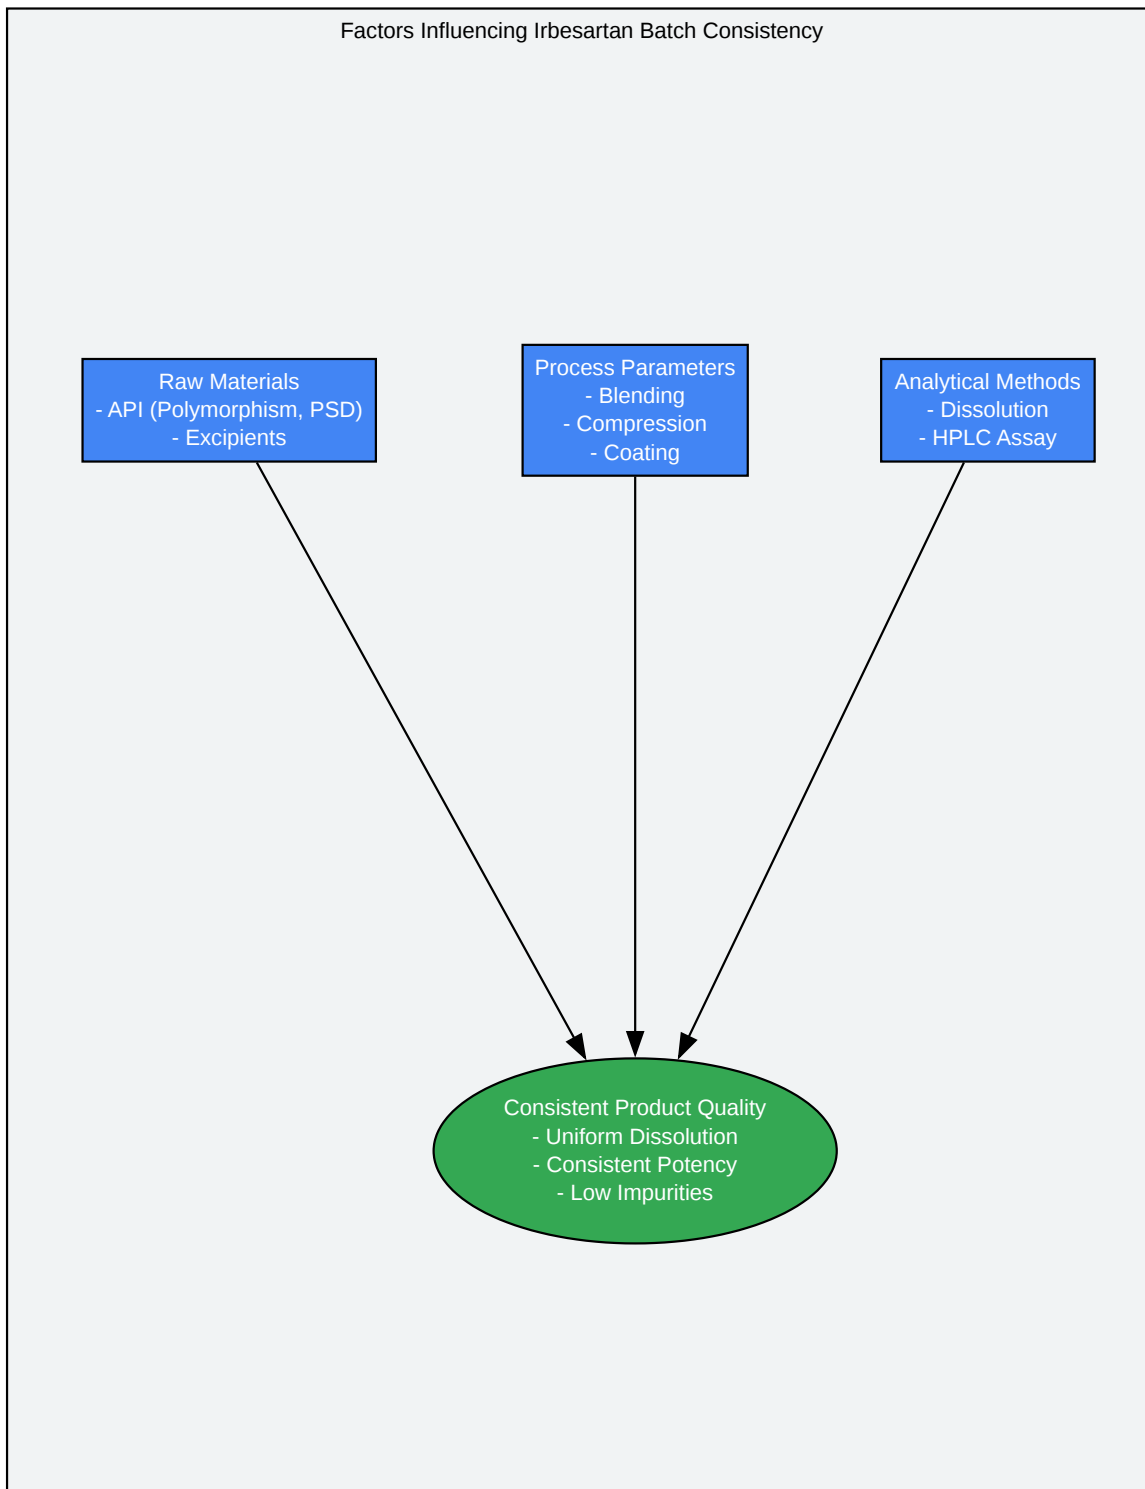 Factors Influencing Irbesartan Batch Consistency
Raw Materials
- API (Polymorphism, PSD)
- Excipients
Process Parameters
- Blending
- Compression
- Coating
Analytical Methods
- Dissolution
- HPLC Assay
Consistent Product Quality
- Uniform Dissolution
- Consistent Potency
- Low Impurities